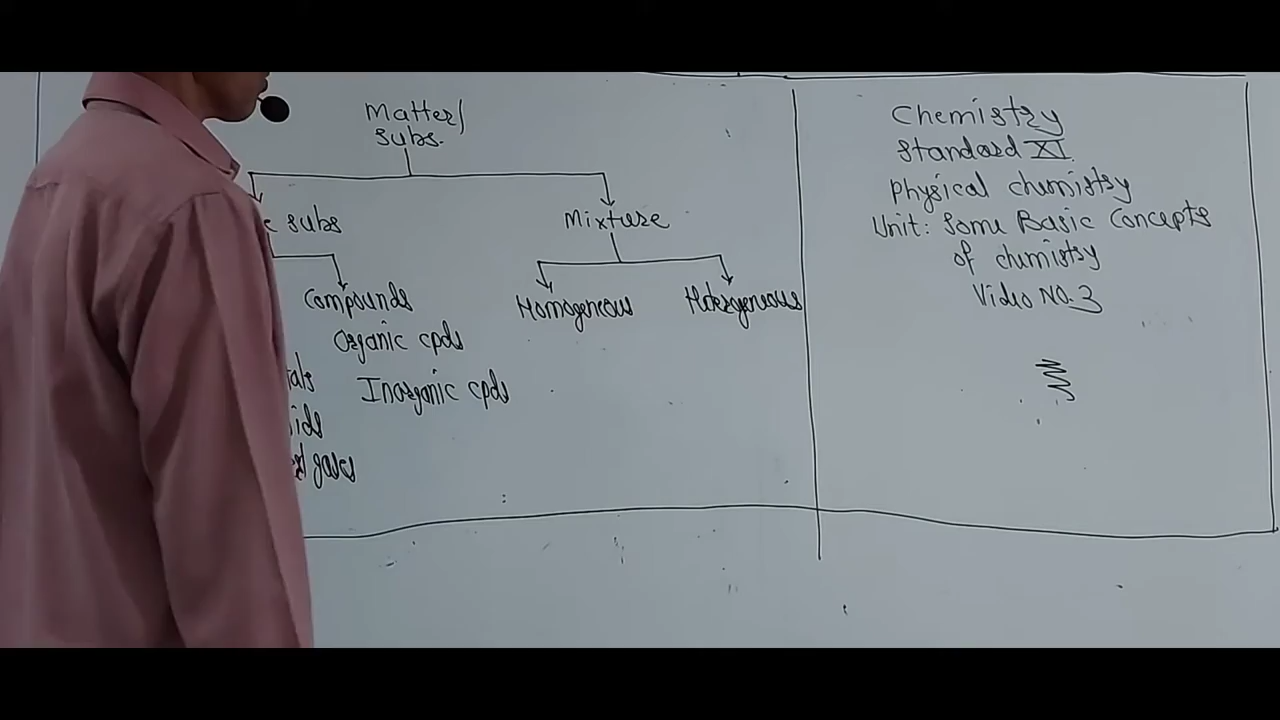 Matter/
subs.
subs
Mixture
Compounds
Homogeneous
Heterogeneous
Organic cpds
Inorganic cpds
gases
Chemistry
Standard XI.
Physical chemistry
Unit: Some Basic Concepts
of chemistry
Video No. 3